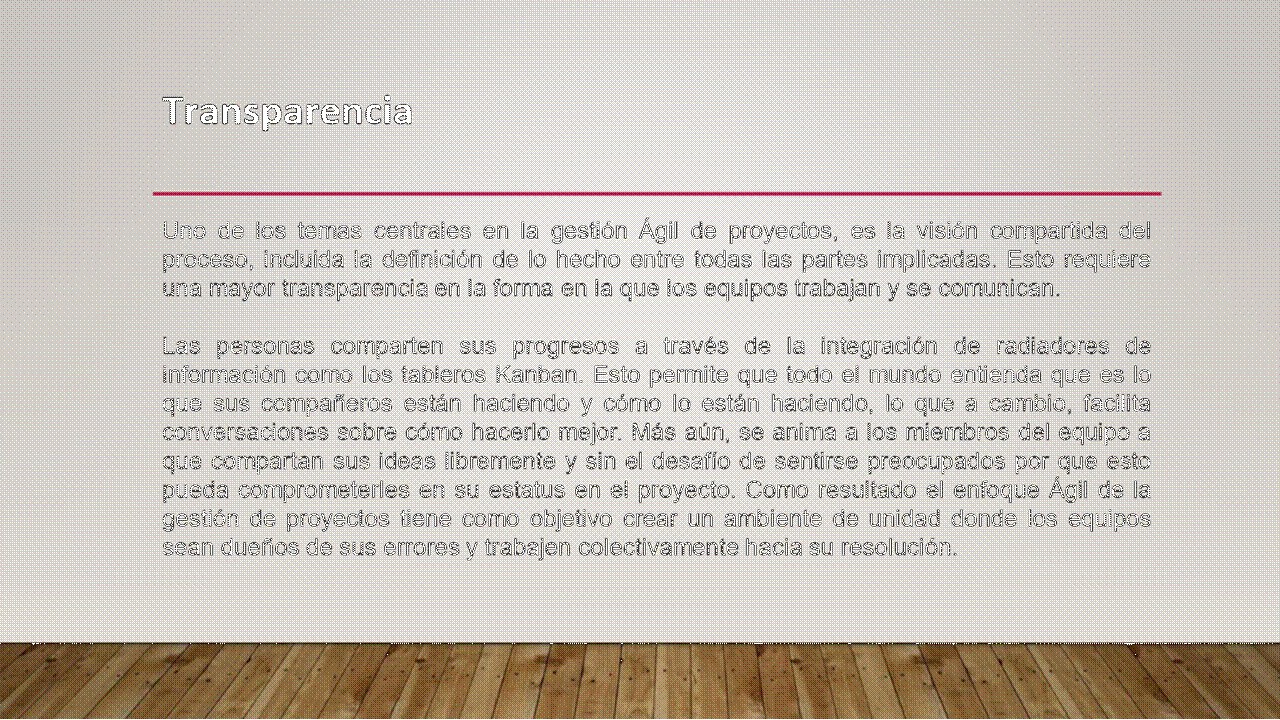 Transparencia
Uno de los temas centrales en la gestión Ágil de proyectos, es la visión compartida del
proceso, incluida la definición de lo hecho entre todas las partes implicadas. Esto requiere
una mayor transparencia en la forma en la que los equipos trabajan y se comunican.
Las personas comparten sus progresos a través de la integración de radiadores de
información como los tableros Kanban. Esto permite que todo el mundo entienda que es lo
que sus compañeros están haciendo y cómo lo están haciendo, lo que a cambio, facilita
conversaciones sobre cómo hacerlo mejor. Más aún, se anima a los miembros del equipo a
que compartan sus ideas libremente y sin el desafío de sentirse preocupados por que esto
pueda comprometerles en su estatus en el proyecto. Como resultado el enfoque Ágil de la
gestión de proyectos tiene como objetivo crear un ambiente de unidad donde los equipos
sean dueños de sus errores y trabajen colectivamente hacia su resolución.